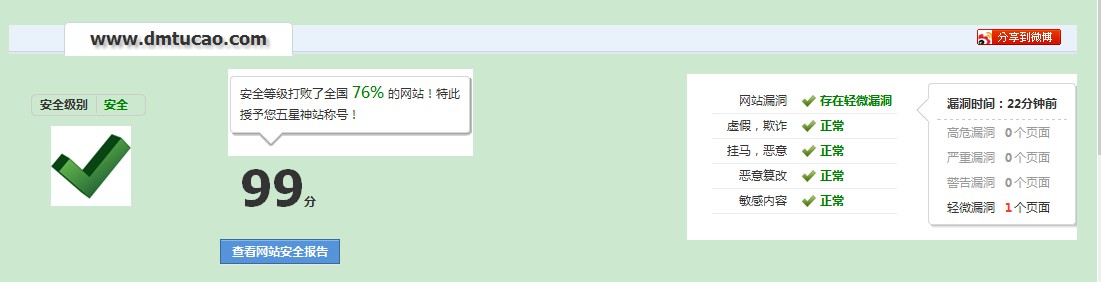 www.dmtucao.com
分享到微博
安全级别 安全
安全等级打败了全国 76% 的网站！特此
授予您五星神站称号！
99分
查看网站安全报告
网站漏洞 存在轻微漏洞
虚假，欺诈 正常
挂马，恶意 正常
恶意篡改 正常
敏感内容 正常
漏洞时间：22分钟前
高危漏洞 0个页面
严重漏洞 0个页面
警告漏洞 0个页面
轻微漏洞 1个页面